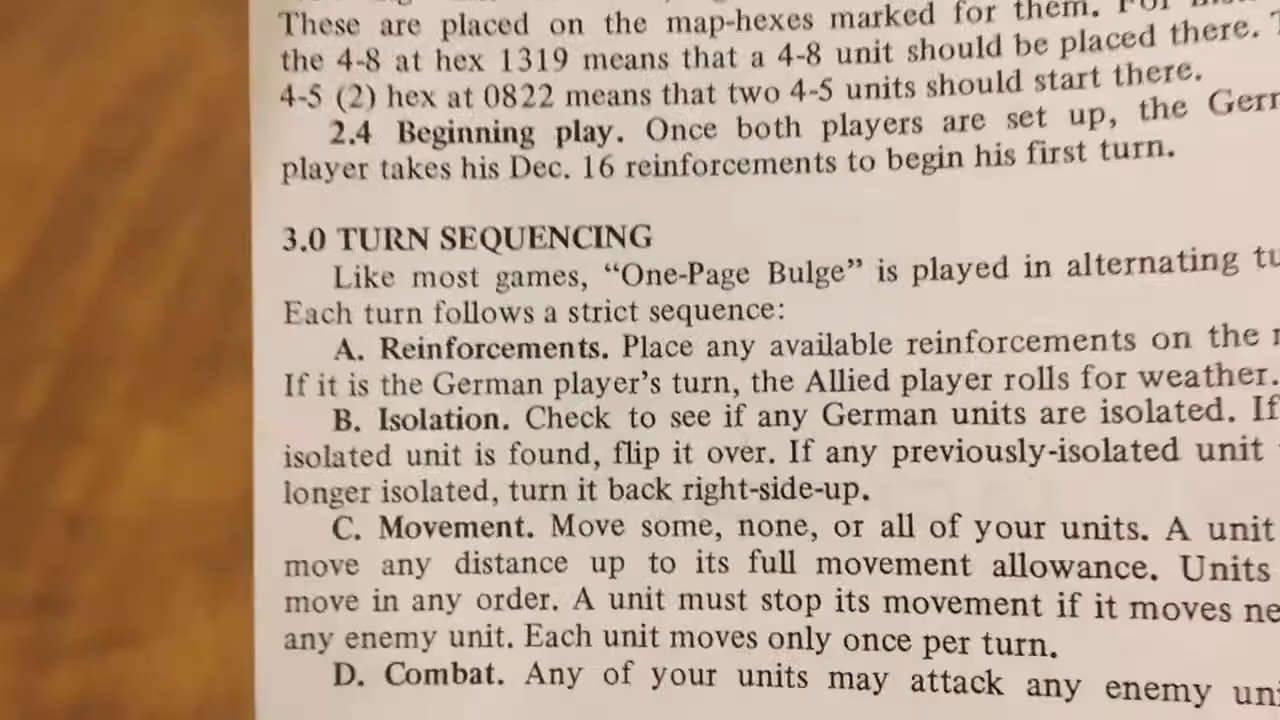 These are placed on the map-hexes marked for them. For
the 4-8 at hex 1319 means that a 4-8 unit should be placed there.
4-5 (2) hex at 0822 means that two 4-5 units should start there.
2.4 Beginning play. Once both players are set up, the Gerr
player takes his Dec. 16 reinforcements to begin his first turn.
3.0 TURN SEQUENCING
Like most games, “One-Page Bulge” is played in alternating tu
Each turn follows a strict sequence:
A. Reinforcements. Place any available reinforcements on the
If it is the German player’s turn, the Allied player rolls for weather.
B. Isolation. Check to see if any German units are isolated. If
isolated unit is found, flip it over. If any previously-isolated unit
longer isolated, turn it back right-side-up.
C. Movement. Move some, none, or all of your units. A unit
move any distance up to its full movement allowance. Units
move in any order. A unit must stop its movement if it moves ne
any enemy unit. Each unit moves only once per turn.
D. Combat. Any of your units may attack any enemy uni